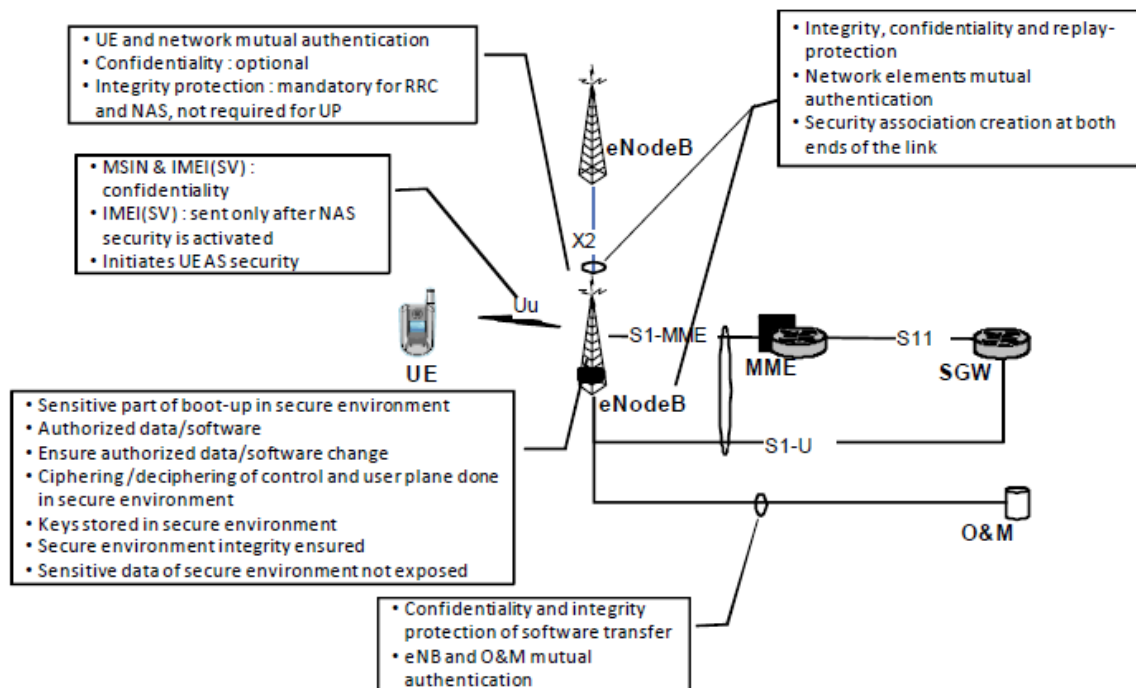 • UE and network mutual authentication
• Confidentiality : optional
• Integrity protection : mandatory for RRC
and NAS, not required for UP
• Integrity, confidentiality and replay-
protection
• Network elements mutual
authentication
• Security association creation at both
ends of the link
eNodeB
• MSIN & IMEI(SV) :
confidentiality
• IMEI(SV) : sent only after NAS
security is activated
• Initiates UE AS security
X2
Uu
UE
S1-MME
MME
S11
SGW
eNodeB
S1-U
• Sensitive part of boot-up in secure environment
• Authorized data/software
• Ensure authorized data/software change
• Ciphering/deciphering of control and user plane done
in secure environment
• Keys stored in secure environment
• Secure environment integrity ensured
• Sensitive data of secure environment not exposed
O&M
• Confidentiality and integrity
protection of software transfer
• eNB and O&M mutual
authentication